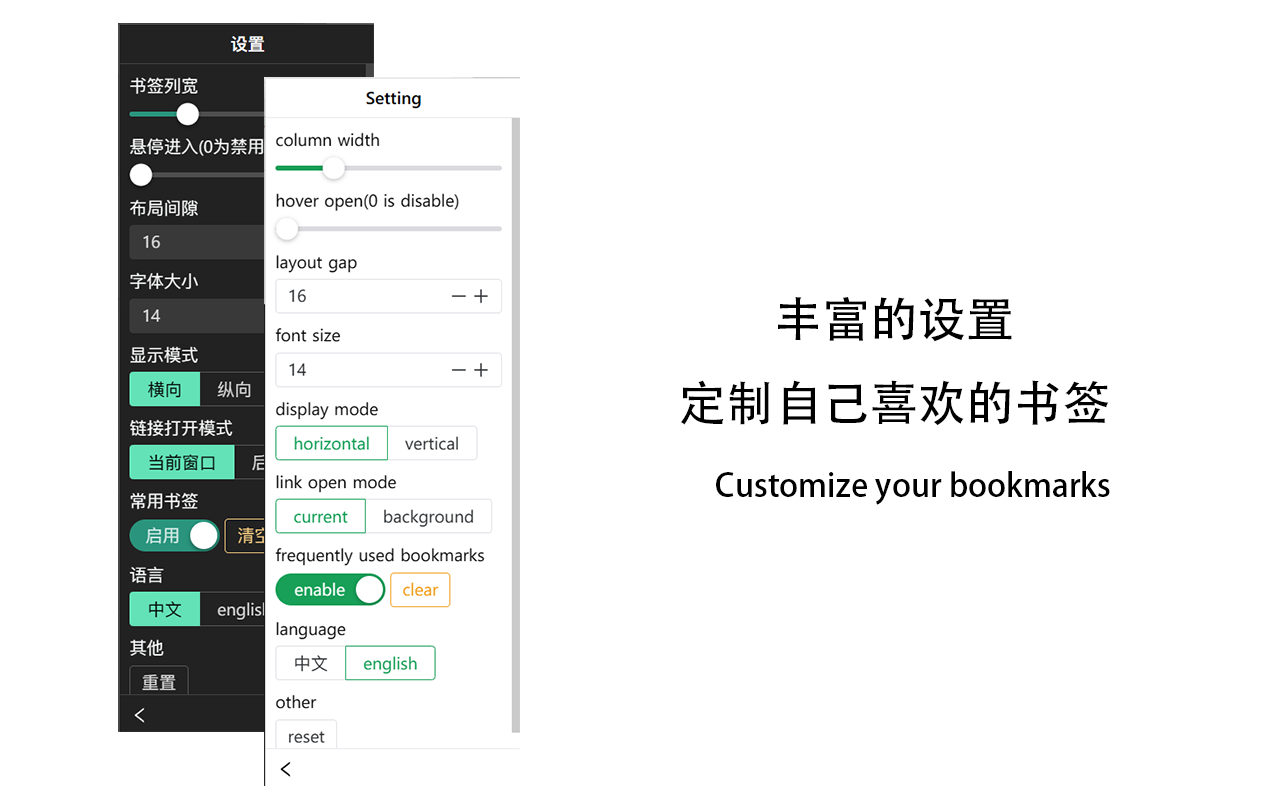 设置
书签列宽
悬停进入(0为禁用
布局间隙
16
字体大小
14
显示模式
横向 纵向
链接打开模式
当前窗口
常用书签
启用 清空
语言
中文 english
其他
重置
Setting
column width
hover open(0 is disable)
layout gap
16
font size
14
display mode
horizontal vertical
link open mode
current background
frequently used bookmarks
enable clear
language
中文 english
other
reset
丰富的设置
定制自己喜欢的书签
Customize your bookmarks